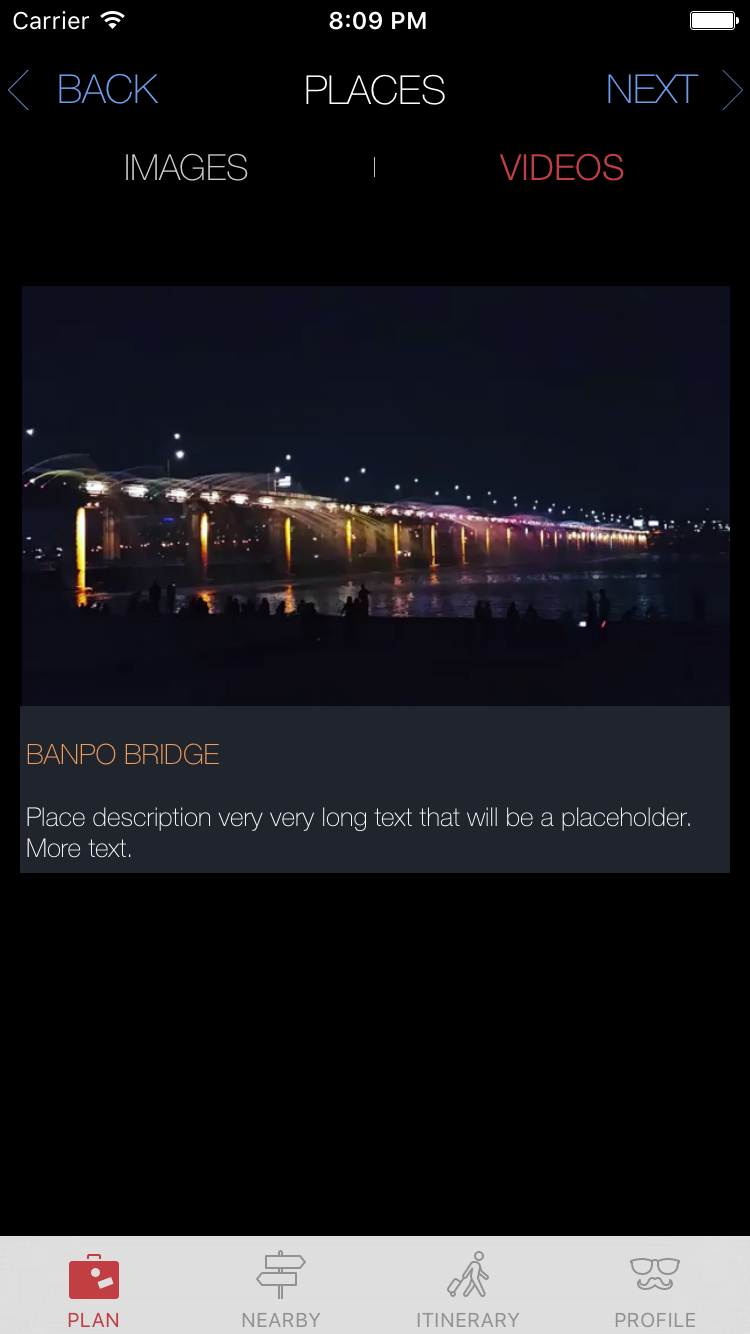 Carrier 8:09 PM
BACK PLACES NEXT
IMAGES VIDEOS
BANPO BRIDGE
Place description very very long text that will be a placeholder.
More text.
PLAN NEARBY ITINERARY PROFILE